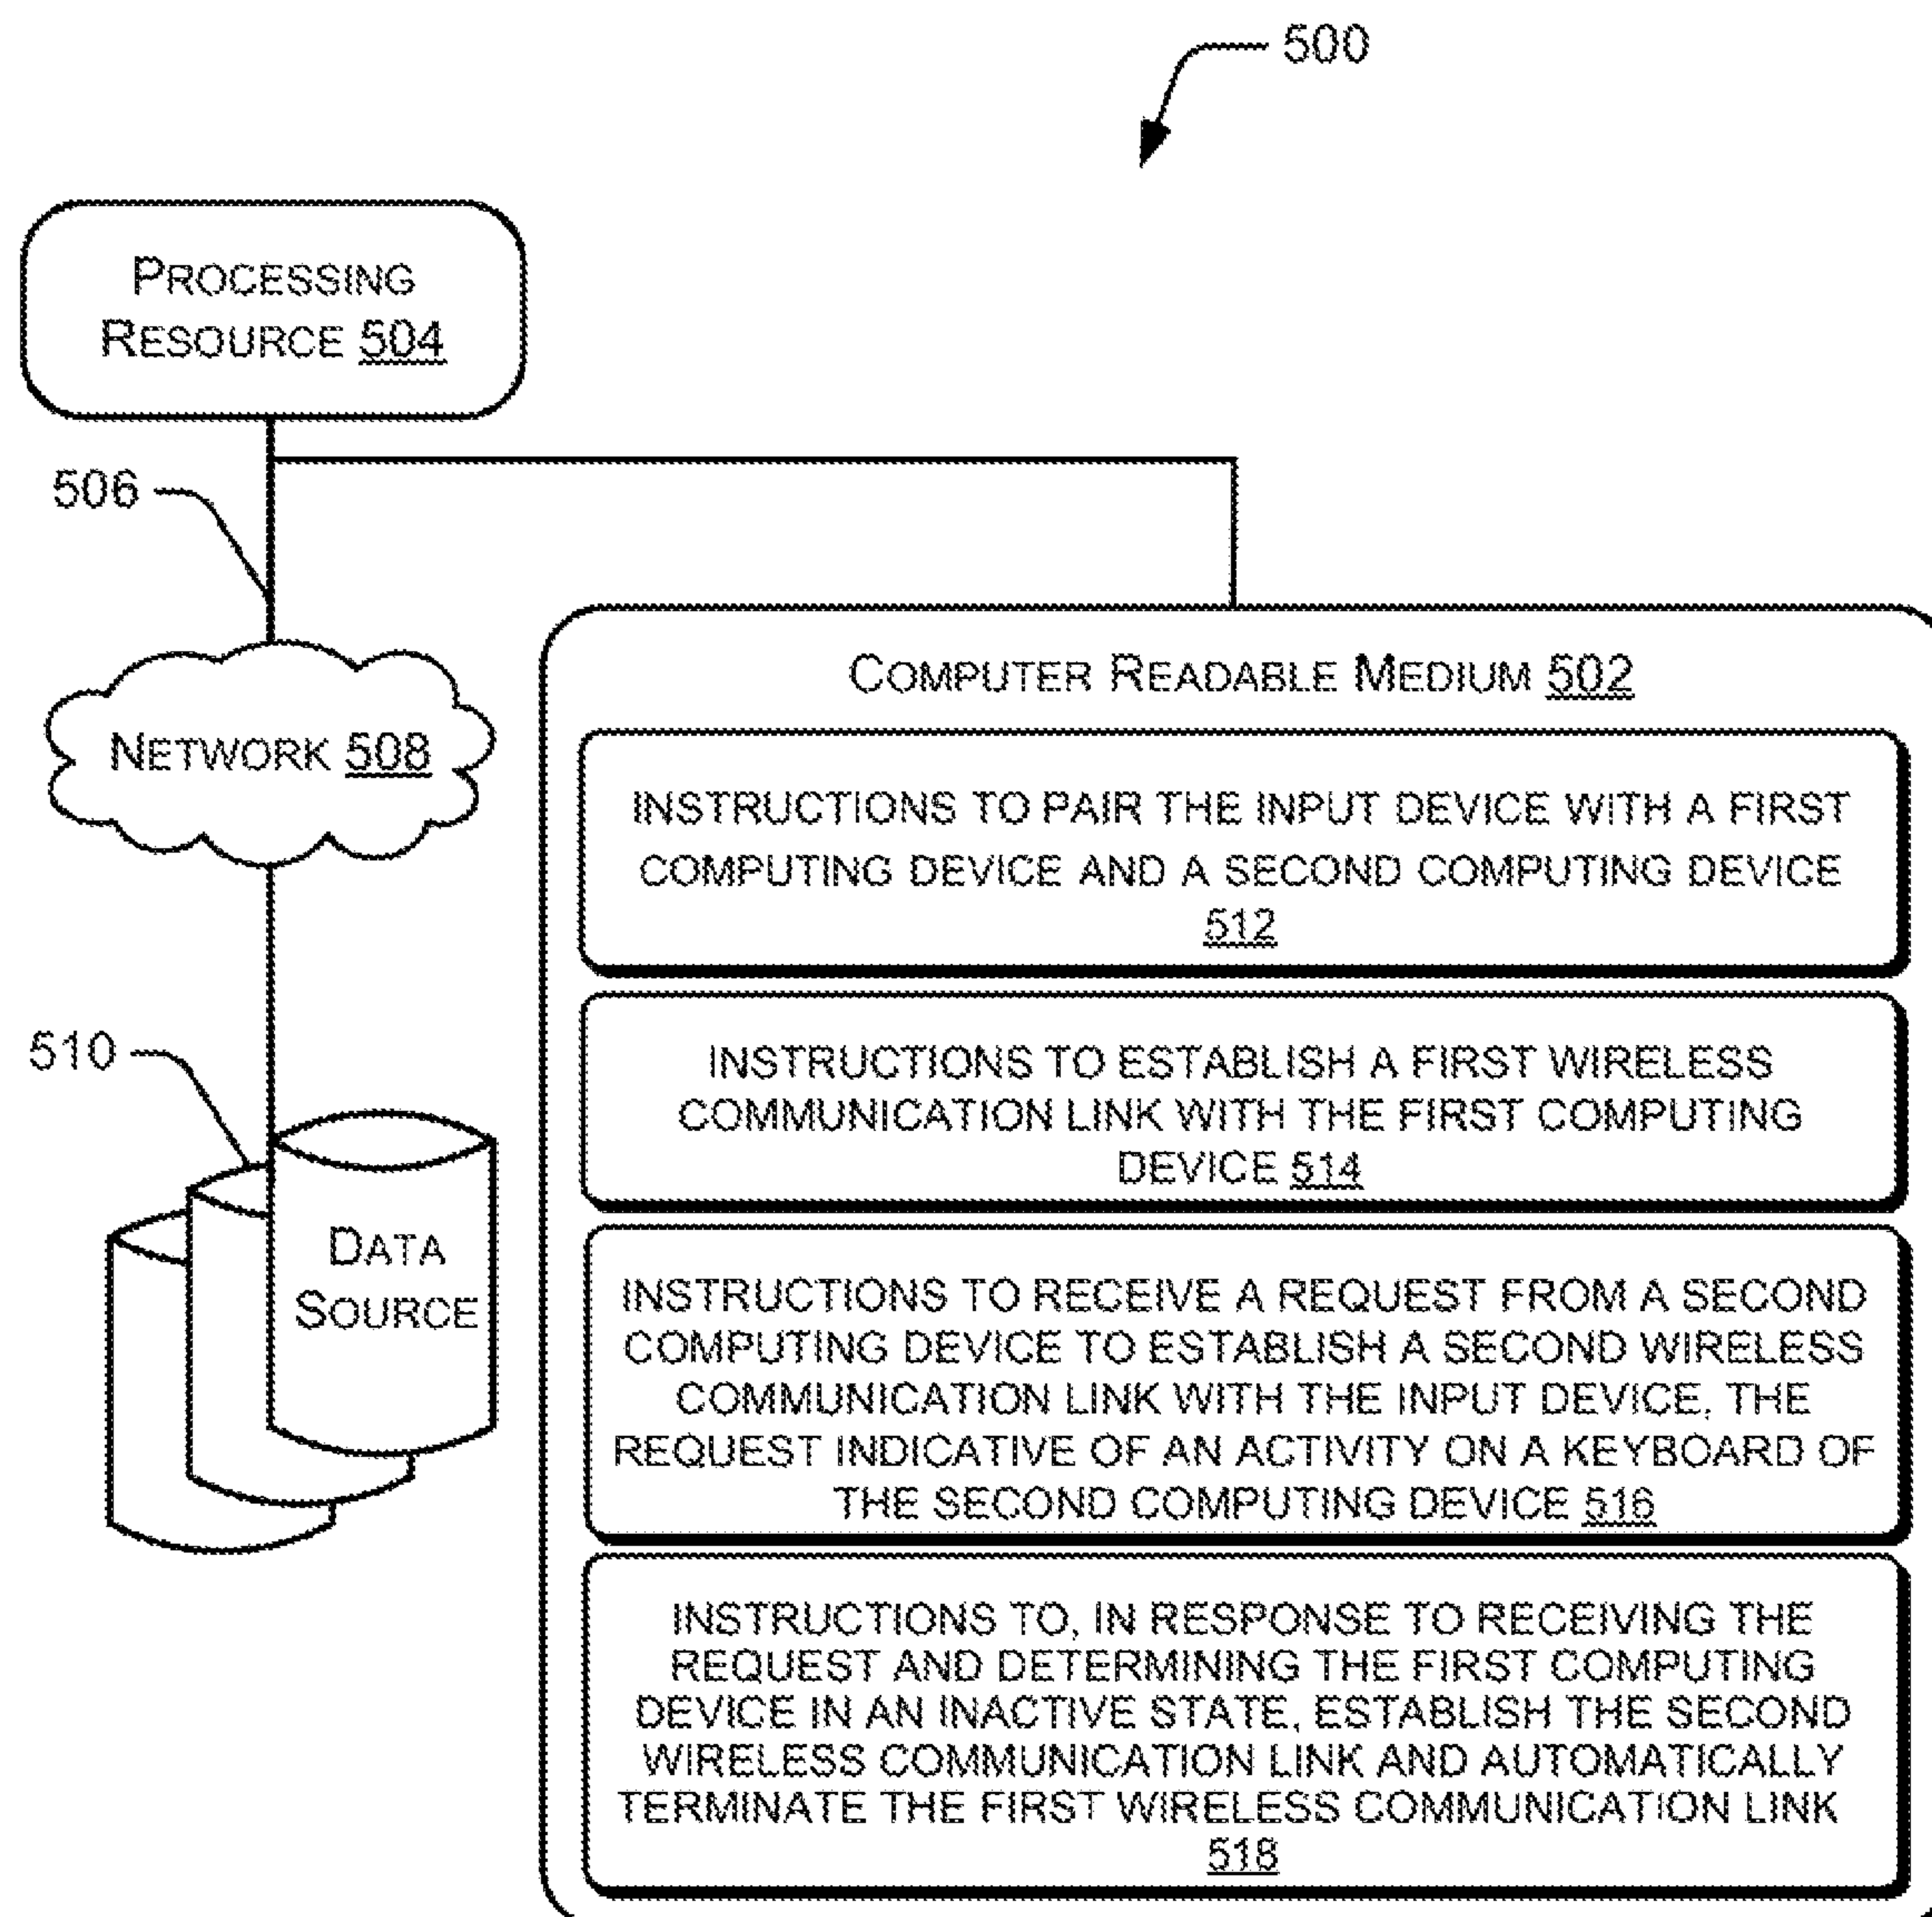 500
PROCESSING
RESOURCE 504
506
NETWORK 508
510
DATA
SOURCE
COMPUTER READABLE MEDIUM 502
INSTRUCTIONS TO PAIR THE INPUT DEVICE WITH A FIRST
COMPUTING DEVICE AND A SECOND COMPUTING DEVICE
512
INSTRUCTIONS TO ESTABLISH A FIRST WIRELESS
COMMUNICATION LINK WITH THE FIRST COMPUTING
DEVICE 514
INSTRUCTIONS TO RECEIVE A REQUEST FROM A SECOND
COMPUTING DEVICE TO ESTABLISH A SECOND WIRELESS
COMMUNICATION LINK WITH THE INPUT DEVICE, THE
REQUEST INDICATIVE OF AN ACTIVITY ON A KEYBOARD OF
THE SECOND COMPUTING DEVICE 516
INSTRUCTIONS TO, IN RESPONSE TO RECEIVING THE
REQUEST AND DETERMINING THE FIRST COMPUTING
DEVICE IN AN INACTIVE STATE, ESTABLISH THE SECOND
WIRELESS COMMUNICATION LINK AND AUTOMATICALLY
TERMINATE THE FIRST WIRELESS COMMUNICATION LINK
518